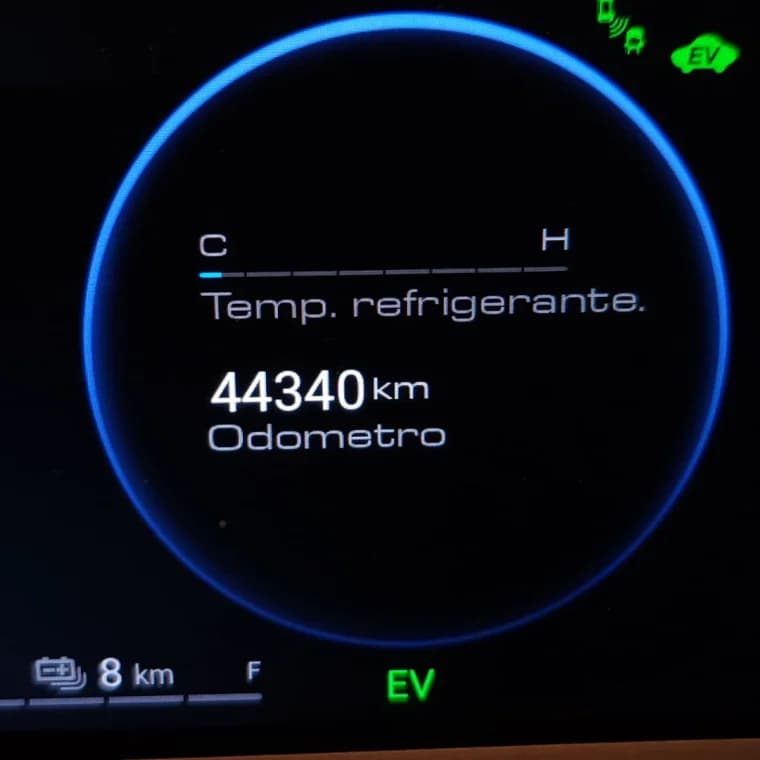 EV
C H
Temp. refrigerante.
44340 km
Odometro
8 km F
EV